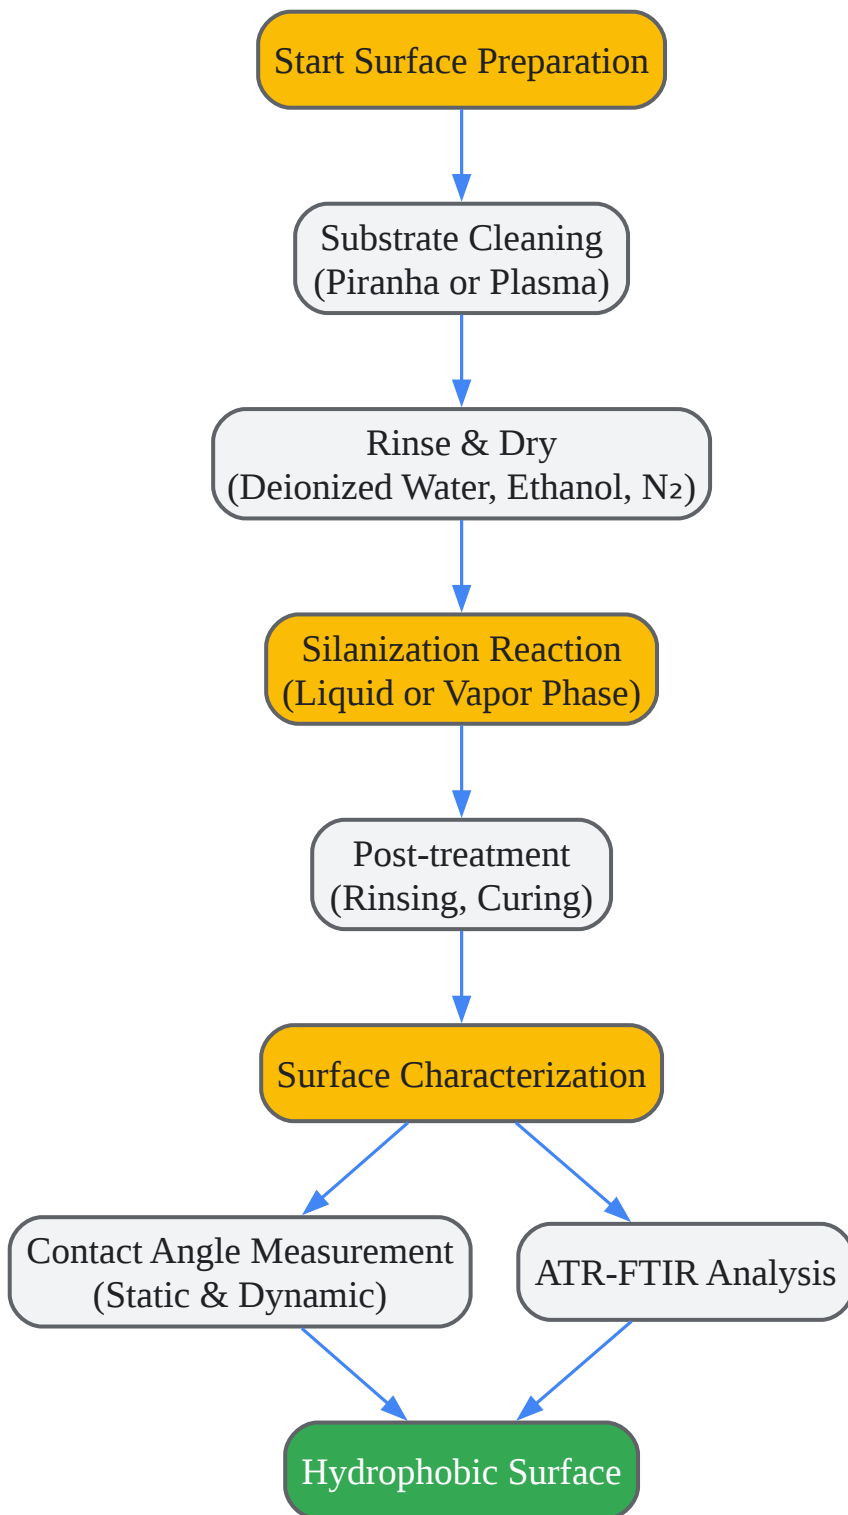 Start Surface Preparation
Substrate Cleaning
(Piranha or Plasma)
Rinse & Dry
(Deionized Water, Ethanol, N₂)
Silanization Reaction
(Liquid or Vapor Phase)
Post-treatment
(Rinsing, Curing)
Surface Characterization
Contact Angle Measurement
(Static & Dynamic)
ATR-FTIR Analysis
Hydrophobic Surface